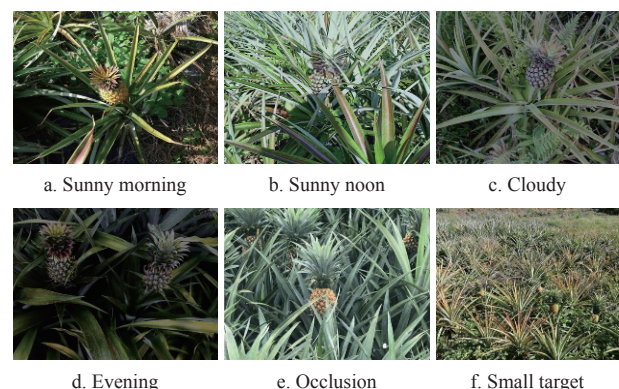 a. Sunny morning
b. Sunny noon
c. Cloudy
d. Evening
e. Occlusion
f. Small target